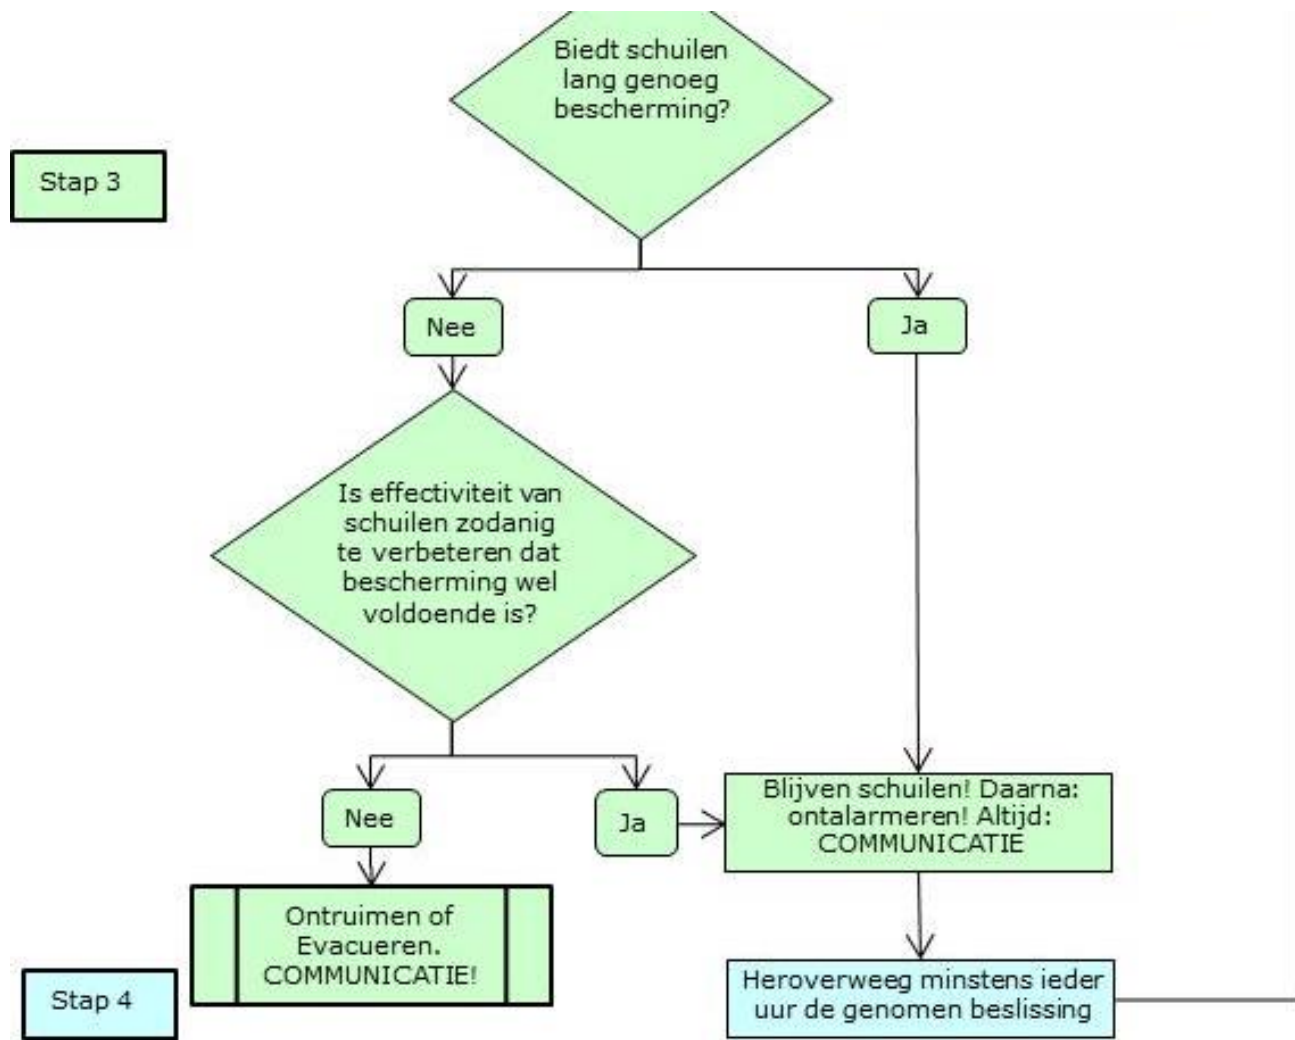 Biedt schuilen
lang genoeg
bescherming?
Stap 3
Nee
Ja
Is effectiviteit van
schuilen zodanig
te verbeteren dat
bescherming wel
voldoende is?
Nee
Ja
Blijven schuilen! Daarna:
ontalarmeren! Altijd:
COMMUNICATIE
Ontruimen of
Evacueren.
COMMUNICATIE!
Stap 4
Heroverweeg minstens ieder
uur de genomen beslissing